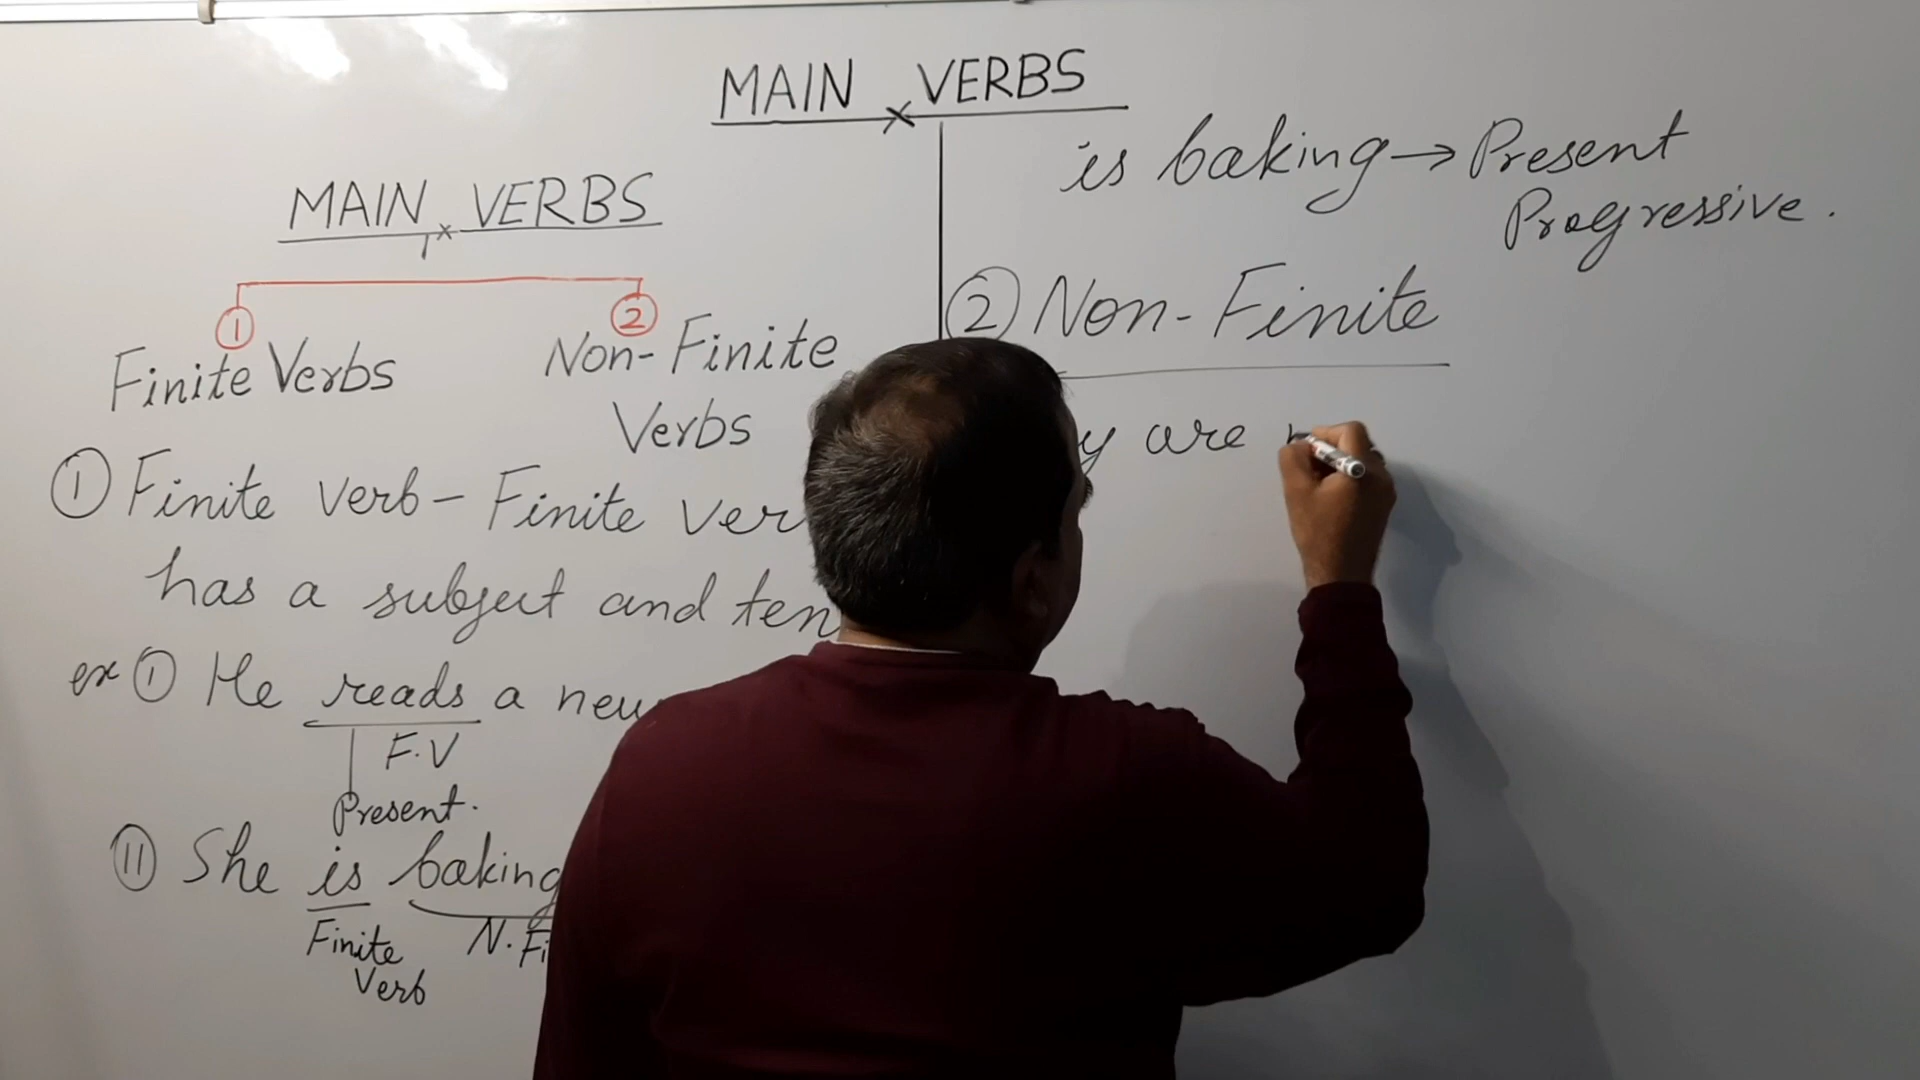 MAIN VERBS
MAIN VERBS
① ②
Finite Verbs Non-Finite
Verbs
① Finite verb - Finite ver
has a subject and ten
ex ① He reads a new
F.V
Present.
⑪ She is baking
Finite N. Fi
Verb
is baking → Present
Progressive.
② Non-Finite
y are